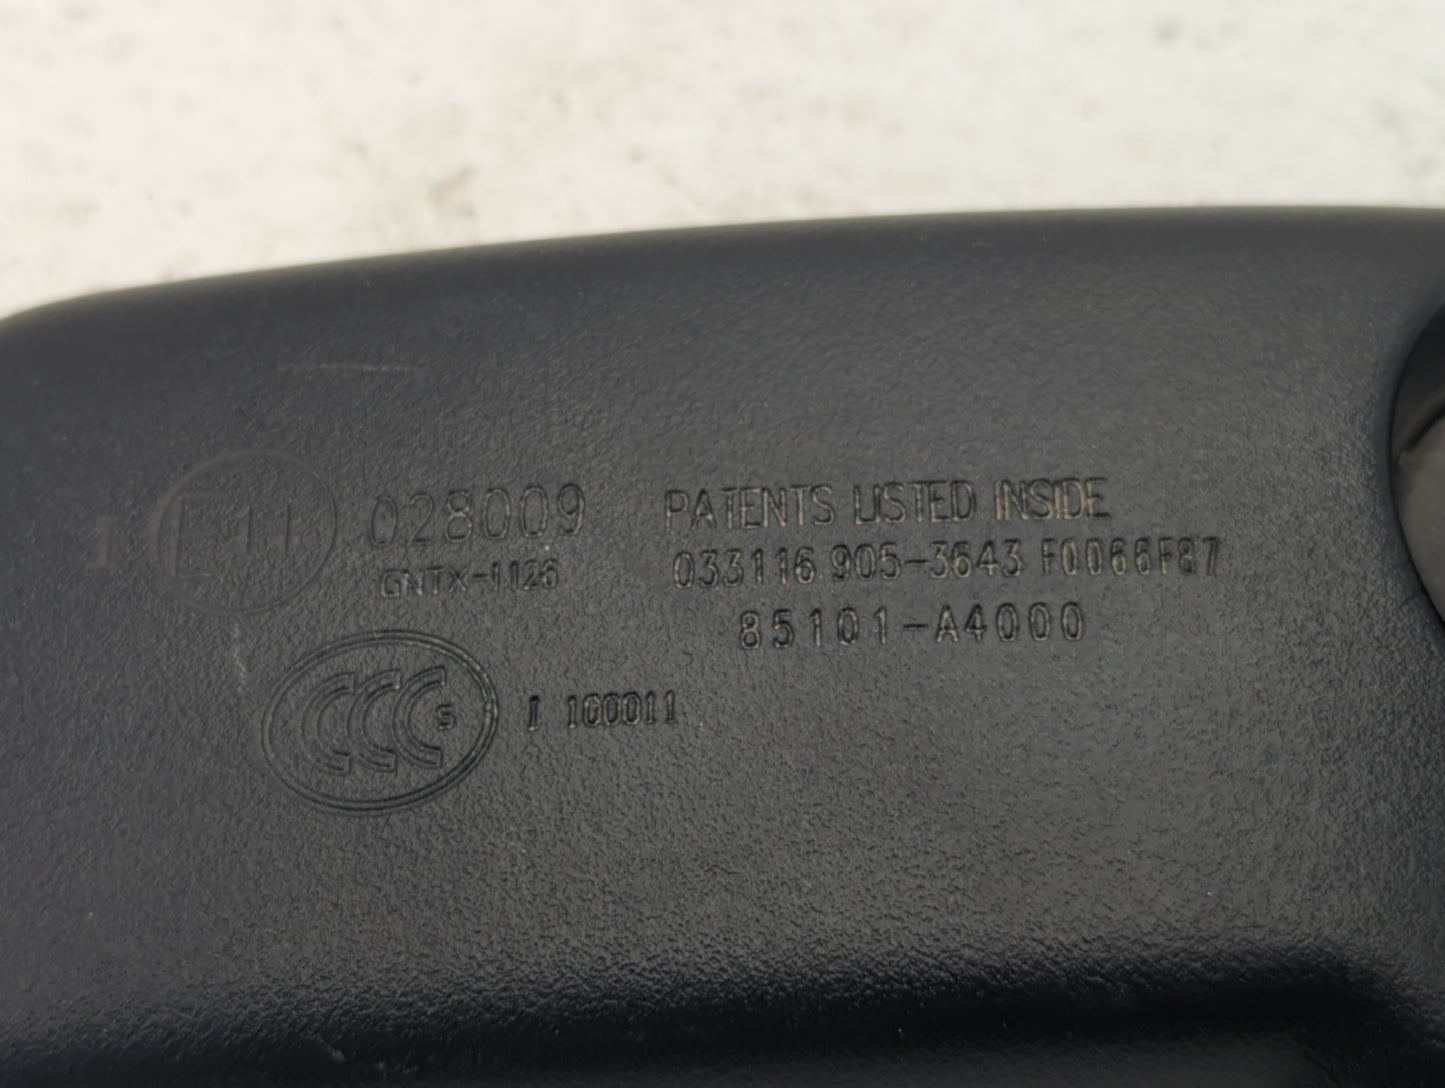 I E11 028009
GNTX-1126
PATENTS LISTED INSIDE
033116 905-3643 F0066F87
85101-A4000
CCC S
I 100011